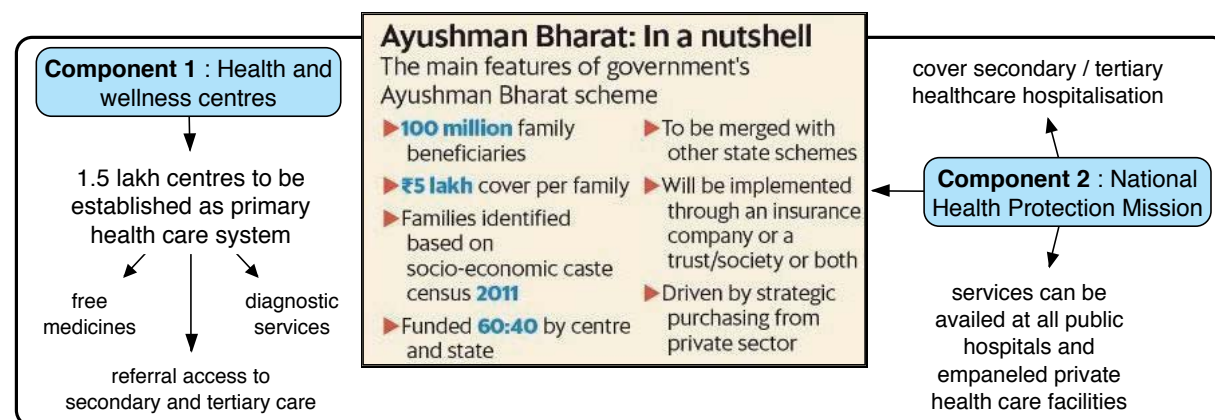 Component 1 : Health and
wellness centres
1.5 lakh centres to be
established as primary
health care system
free
medicines
diagnostic
services
referral access to
secondary and tertiary care
Ayushman Bharat: In a nutshell
The main features of government's
Ayushman Bharat scheme
100 million family
beneficiaries
₹5 lakh cover per family
Families identified
based on
socio-economic caste
census 2011
Funded 60:40 by centre
and state
To be merged with
other state schemes
Will be implemented
through an insurance
company or a
trust/society or both
Driven by strategic
purchasing from
private sector
cover secondary / tertiary
healthcare hospitalisation
Component 2 : National
Health Protection Mission
services can be
availed at all public
hospitals and
empaneled private
health care facilities